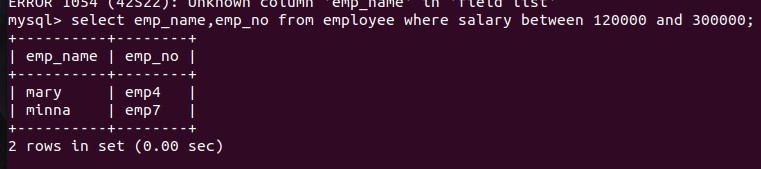 ERROR 1054 (42S22): Unknown column 'emp_name' in 'field list'
mysql> select emp_name,emp_no from employee where salary between 120000 and 300000;
+----------+--------+
| emp_name | emp_no |
+----------+--------+
| mary     | emp4   |
| minna    | emp7   |
+----------+--------+
2 rows in set (0.00 sec)